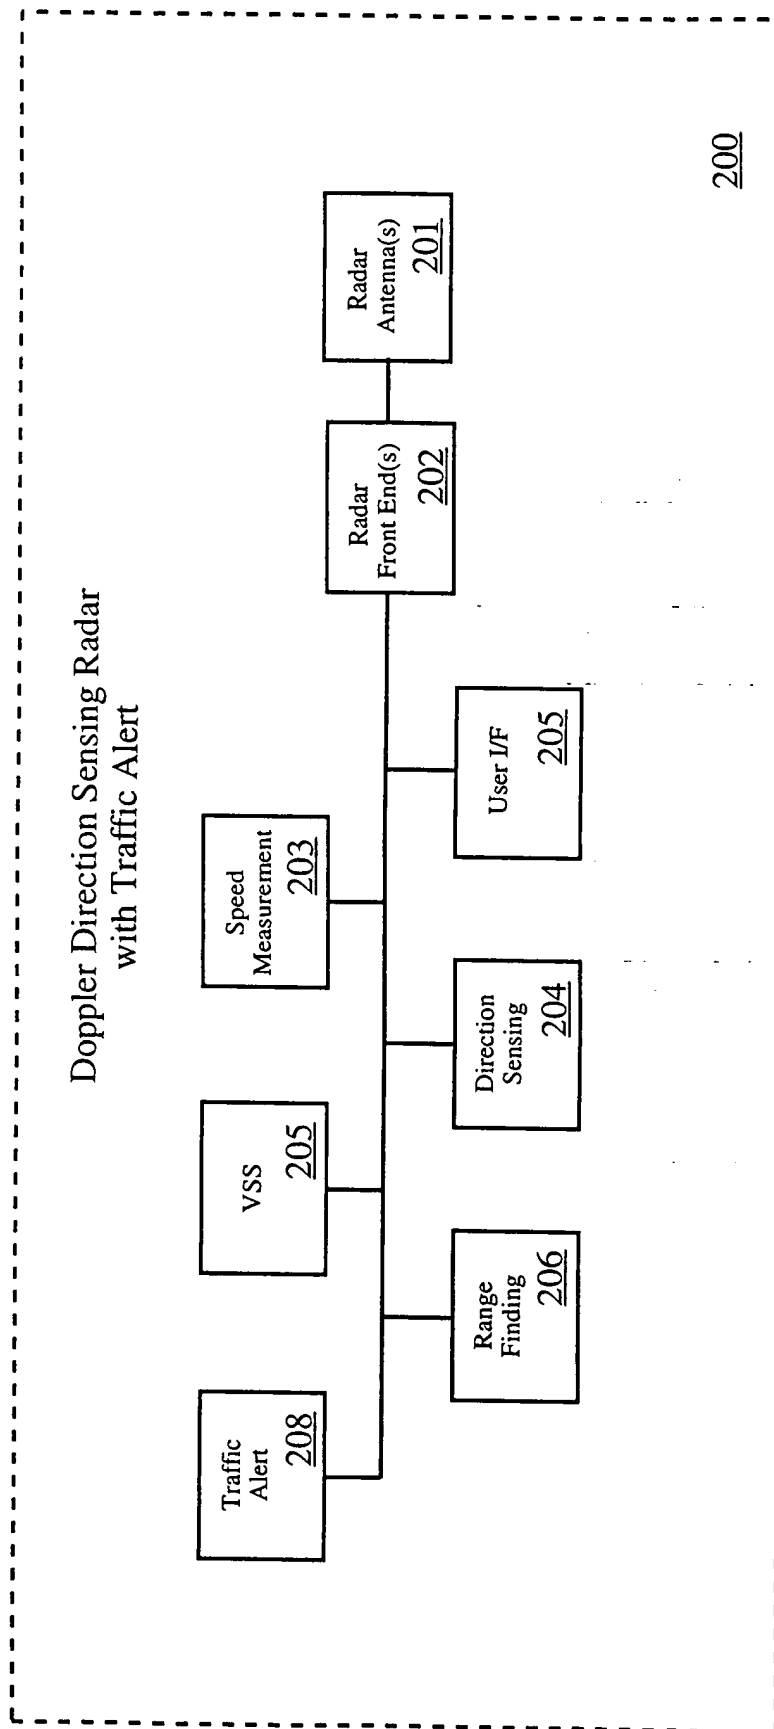 Doppler Direction Sensing Radar
with Traffic Alert
Traffic
Alert
208
VSS
205
Speed
Measurement
203
Range
Finding
206
Direction
Sensing
204
User I/F
205
Radar
Front End(s)
202
Radar
Antenna(s)
201
200